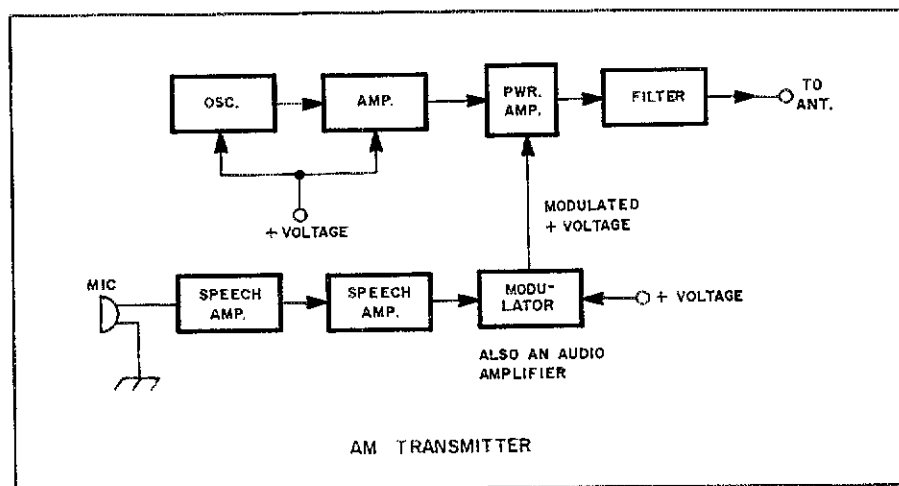 OSC.
AMP.
PWR.
AMP.
FILTER
TO
ANT.
+ VOLTAGE
MODULATED
+ VOLTAGE
MIC
SPEECH
AMP.
SPEECH
AMP.
MODU-
LATOR
+ VOLTAGE
ALSO AN AUDIO
AMPLIFIER
AM TRANSMITTER